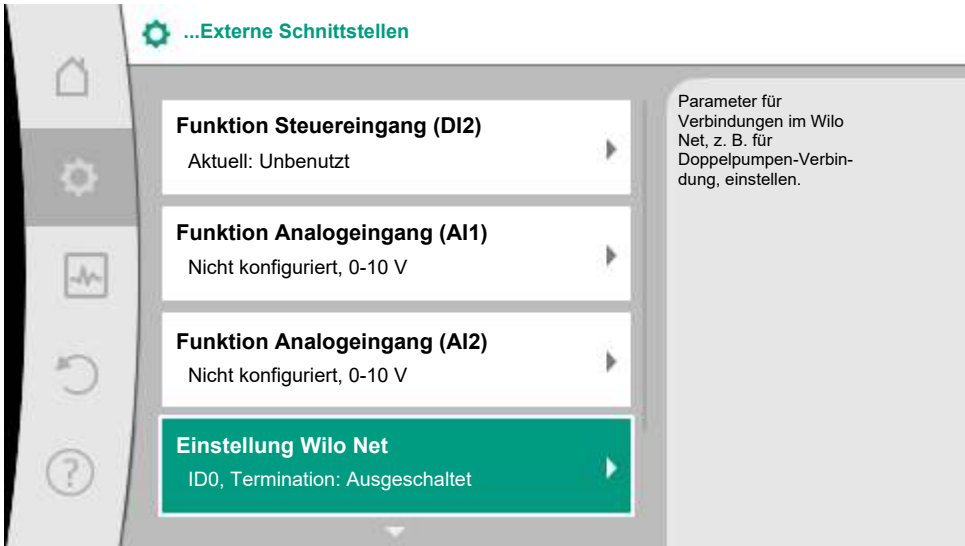 ...Externe Schnittstellen
Funktion Steuereingang (DI2)
Aktuell: Unbenutzt
Funktion Analogeingang (AI1)
Nicht konfiguriert, 0-10 V
Funktion Analogeingang (AI2)
Nicht konfiguriert, 0-10 V
Einstellung Wilo Net
ID0, Termination: Ausgeschaltet
Parameter für
Verbindungen im Wilo
Net, z. B. für
Doppelpumpen-Verbin-
dung, einstellen.
?